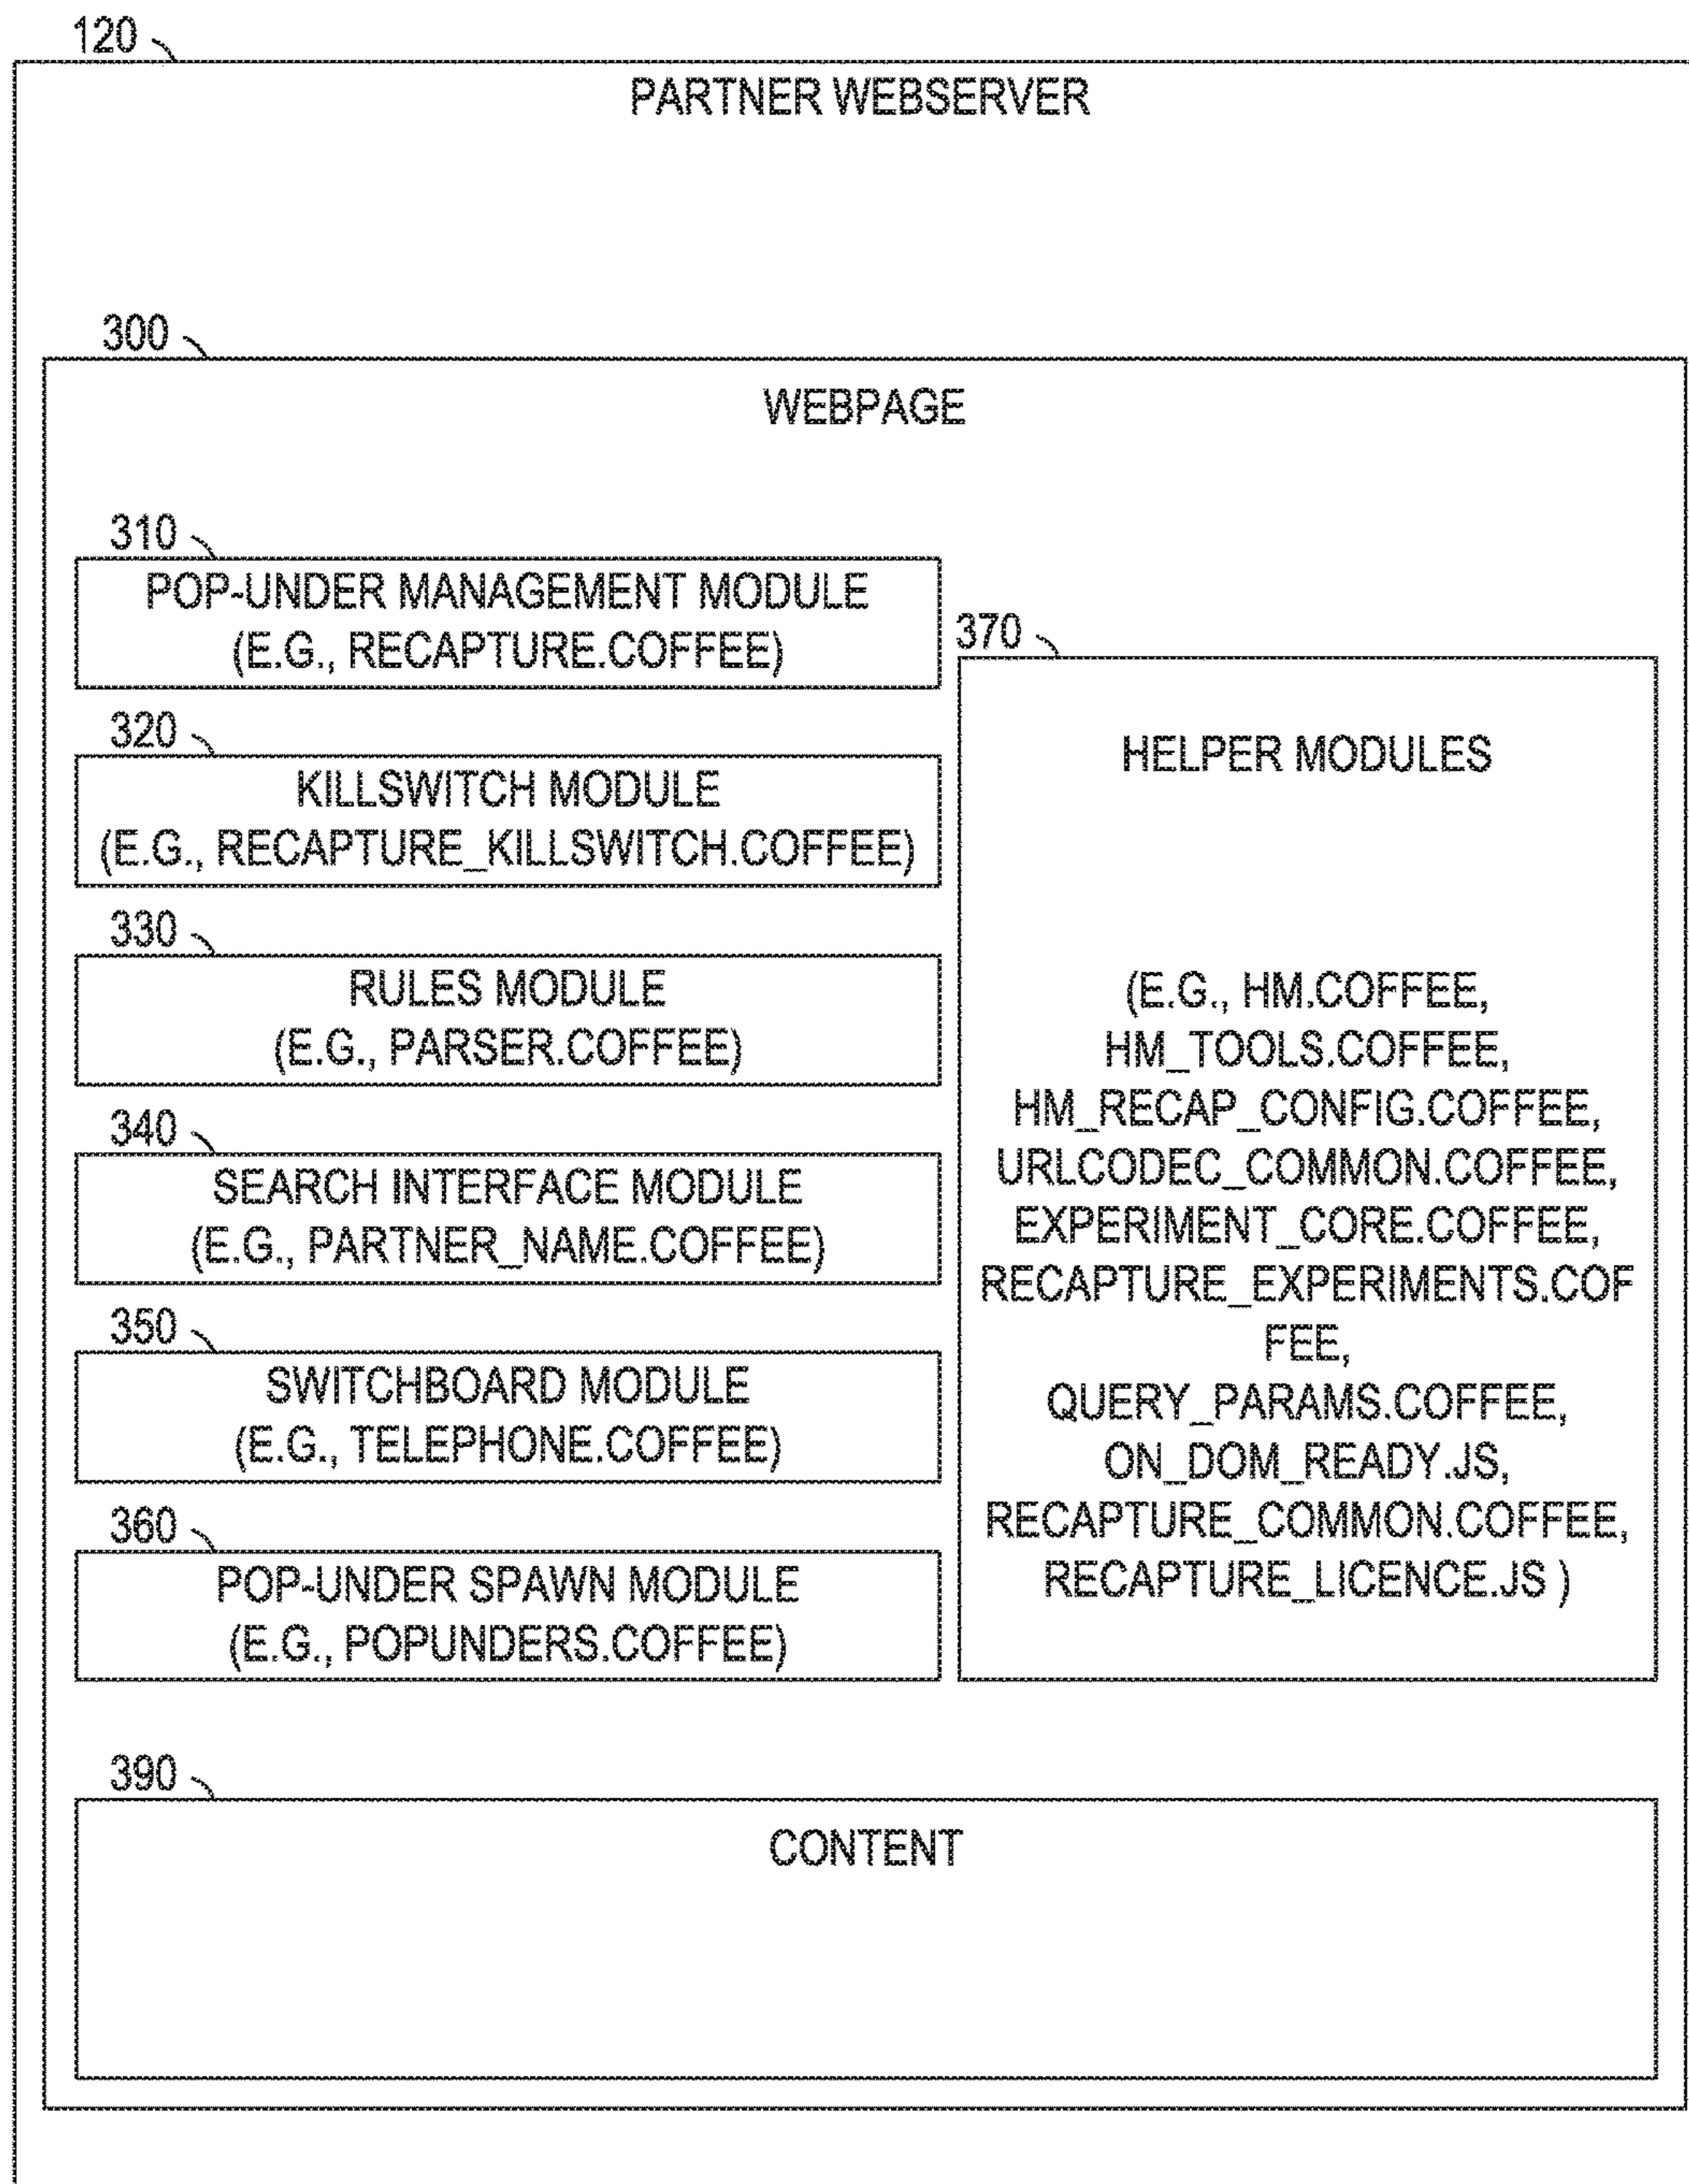 120
PARTNER WEBSERVER
300
WEBPAGE
310
POP-UNDER MANAGEMENT MODULE
(E.G., RECAPTURE.COFFEE)
320
KILLSWITCH MODULE
(E.G., RECAPTURE_KILLSWITCH.COFFEE)
330
RULES MODULE
(E.G., PARSER.COFFEE)
340
SEARCH INTERFACE MODULE
(E.G., PARTNER_NAME.COFFEE)
350
SWITCHBOARD MODULE
(E.G., TELEPHONE.COFFEE)
360
POP-UNDER SPAWN MODULE
(E.G., POPUNDERS.COFFEE)
370
HELPER MODULES
(E.G., HM.COFFEE,
HM_TOOLS.COFFEE,
HM_RECAP_CONFIG.COFFEE,
URLCODEC_COMMON.COFFEE,
EXPERIMENT_CORE.COFFEE,
RECAPTURE_EXPERIMENTS.COF
FEE,
QUERY_PARAMS.COFFEE,
ON_DOM_READY.JS,
RECAPTURE_COMMON.COFFEE,
RECAPTURE_LICENCE.JS )
390
CONTENT